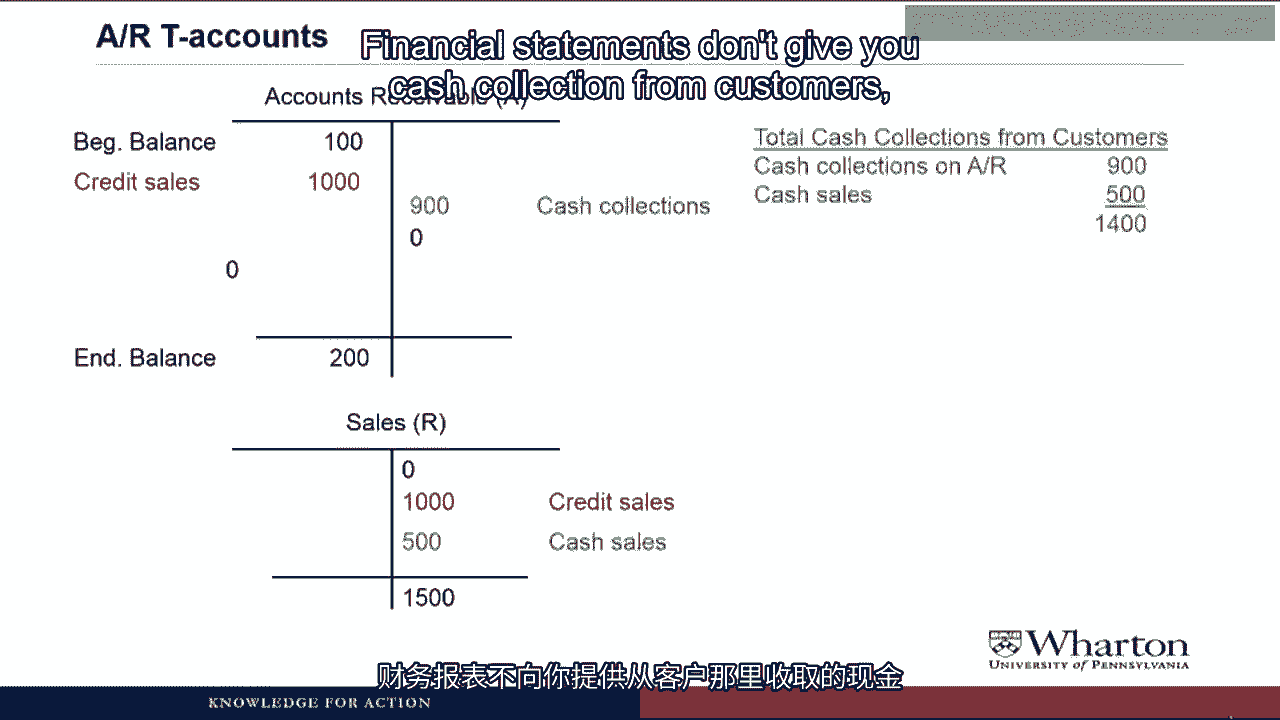 A/R T-accounts
Financial statements don't give you
cash collection from customers,
Accounts Receivable (A)
Beg. Balance 100
Credit sales 1000
900 Cash collections
0
0
End. Balance 200
Total Cash Collections from Customers
Cash collections on A/R 900
Cash sales 500
1400
Sales (R)
0
1000 Credit sales
500 Cash sales
1500
Wharton
UNIVERSITY of PENNSYLVANIA
财务报表不向你提供从客户那里收取的现金
KNOWLEDGE FOR ACTION